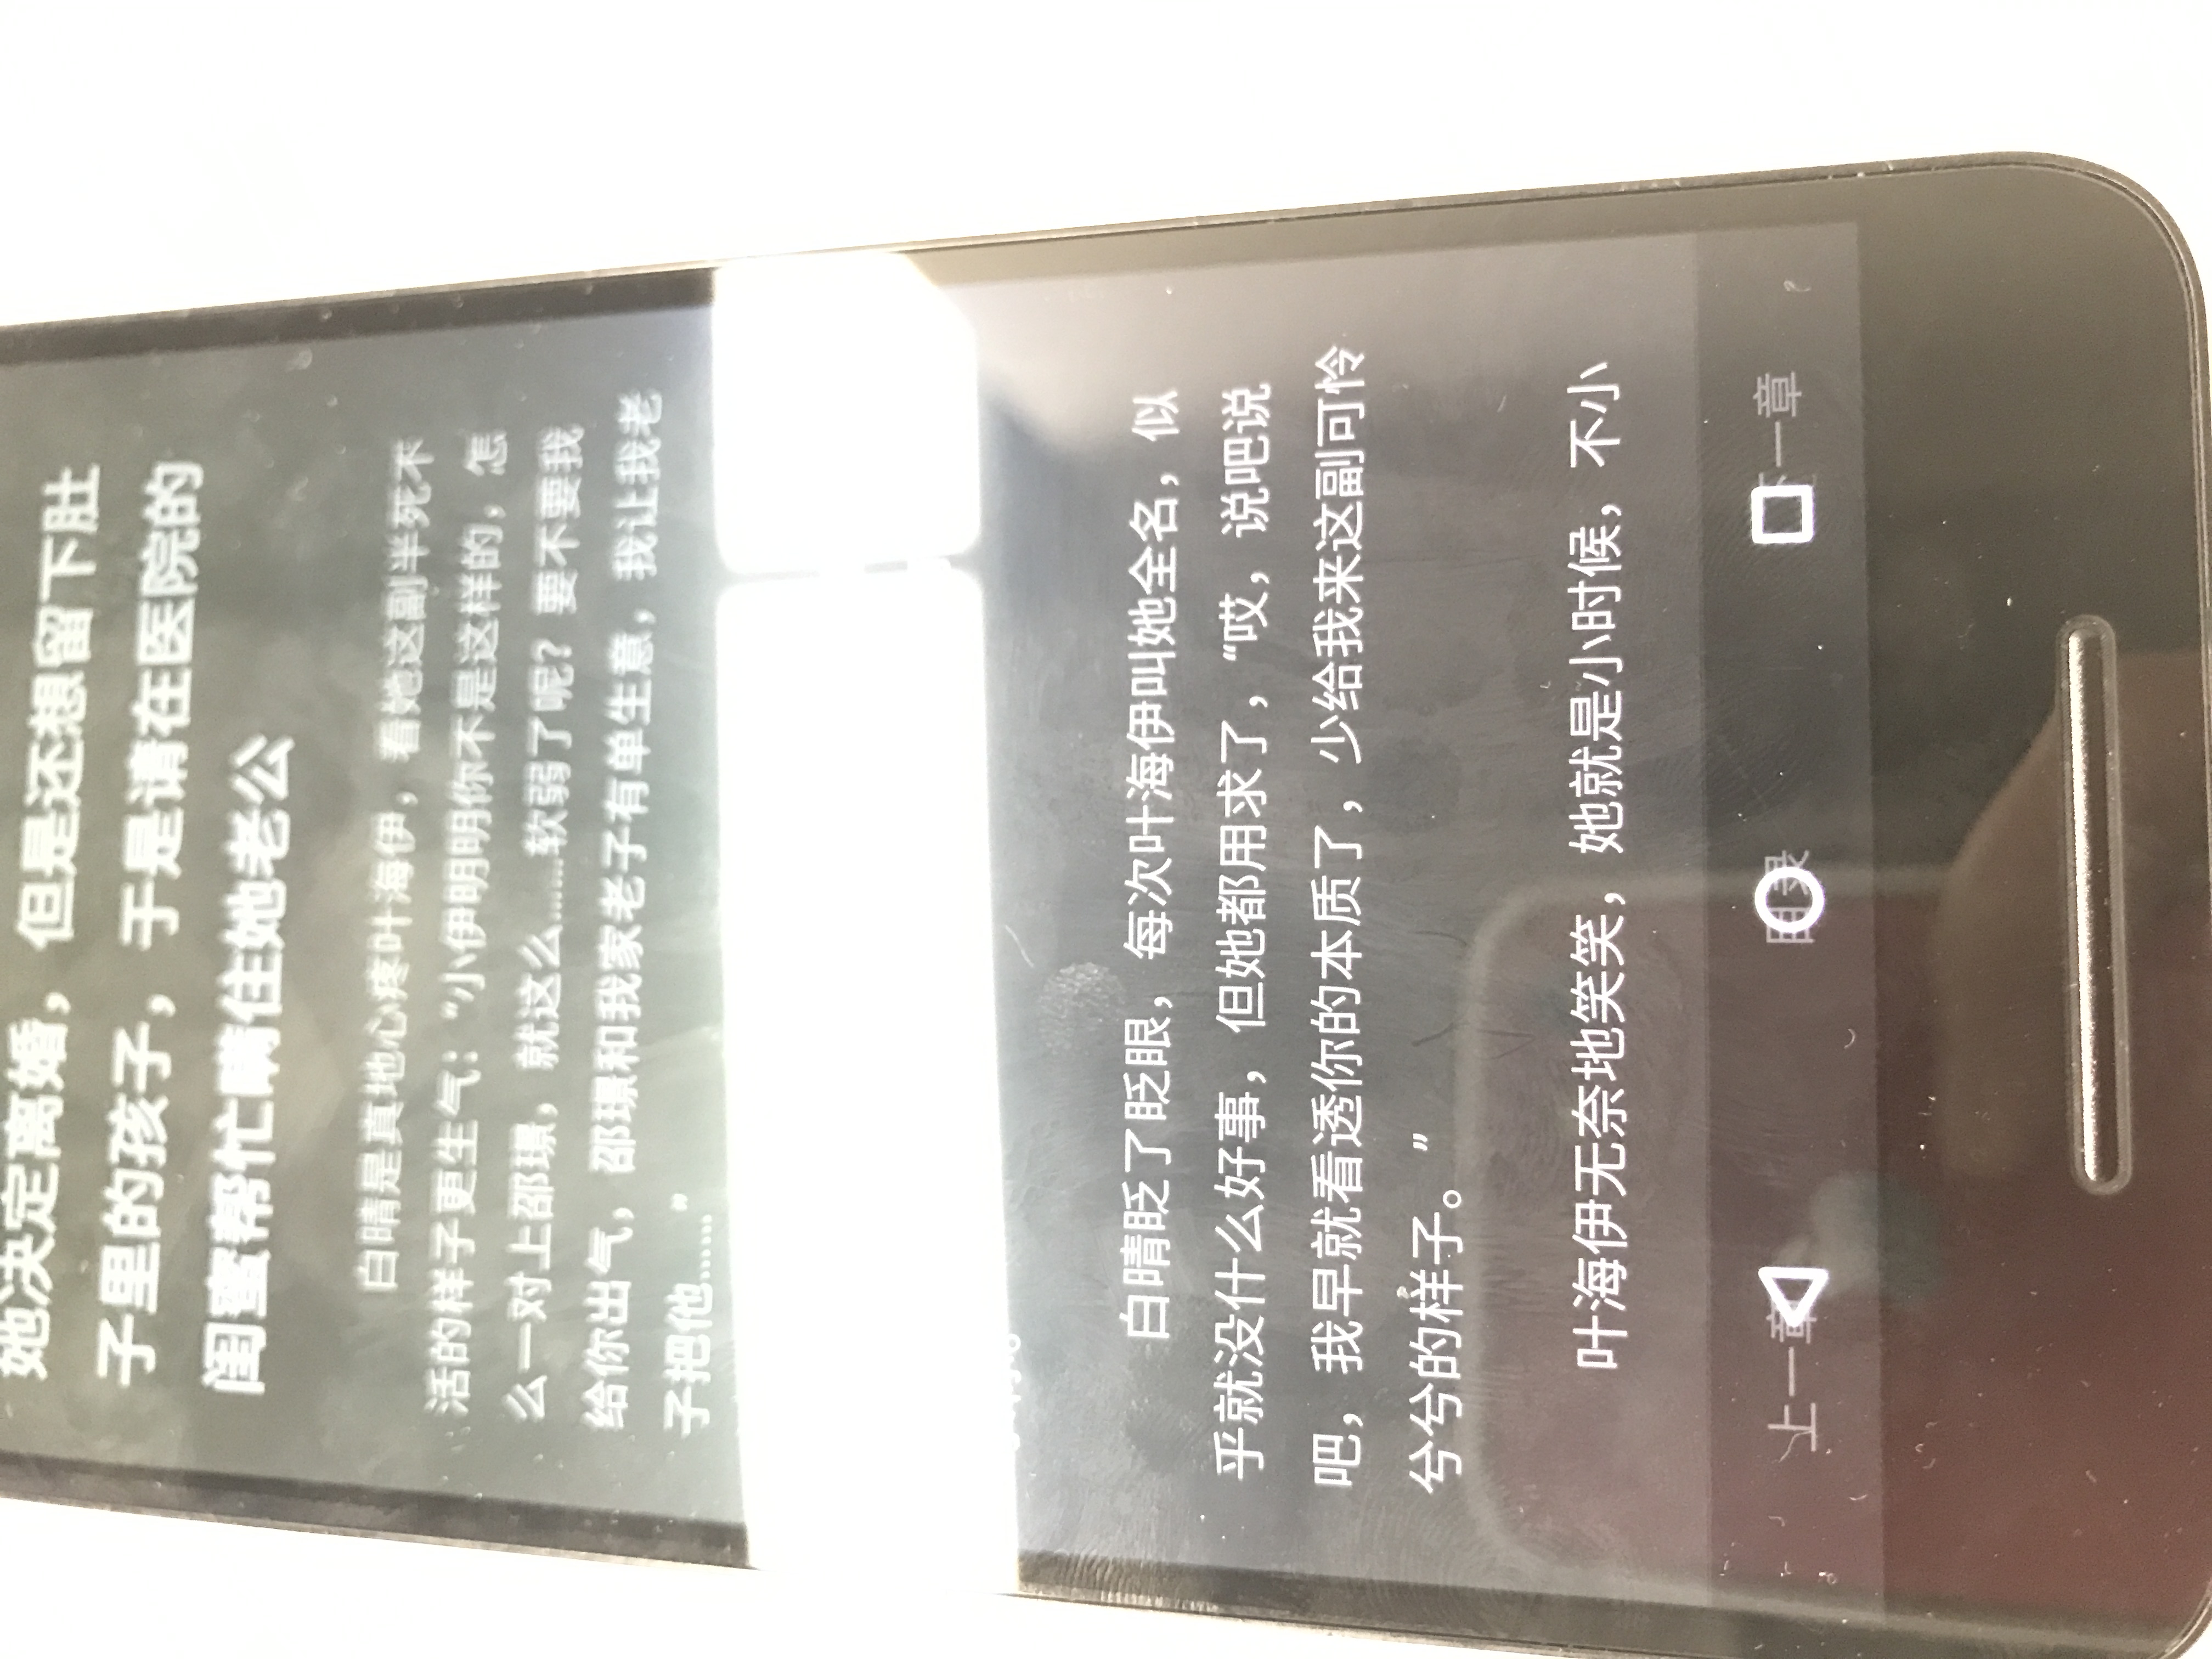 她决定离婚，但是还想留下肚
子里的孩子，于是请在医院的
闺蜜帮忙瞒住她老公
白晴是真地心疼叶海伊，看她这副半死不
活的样子更生气：“小伊明明你不是这样的，怎
么一对上邵璟，就这么……软弱了呢？要不要我
给你出气，邵璟和我家老子有单生意，我让我老
子把他……”
白晴眨了眨眼，每次叶海伊叫她全名，似
乎就没什么好事，但她都用求了，“哎，说吧说
吧，我早就看透你的本质了，少给我来这副可怜
兮兮的样子。”
叶海伊无奈地笑笑，她就是小时候，不小
上一章 目录 下一章